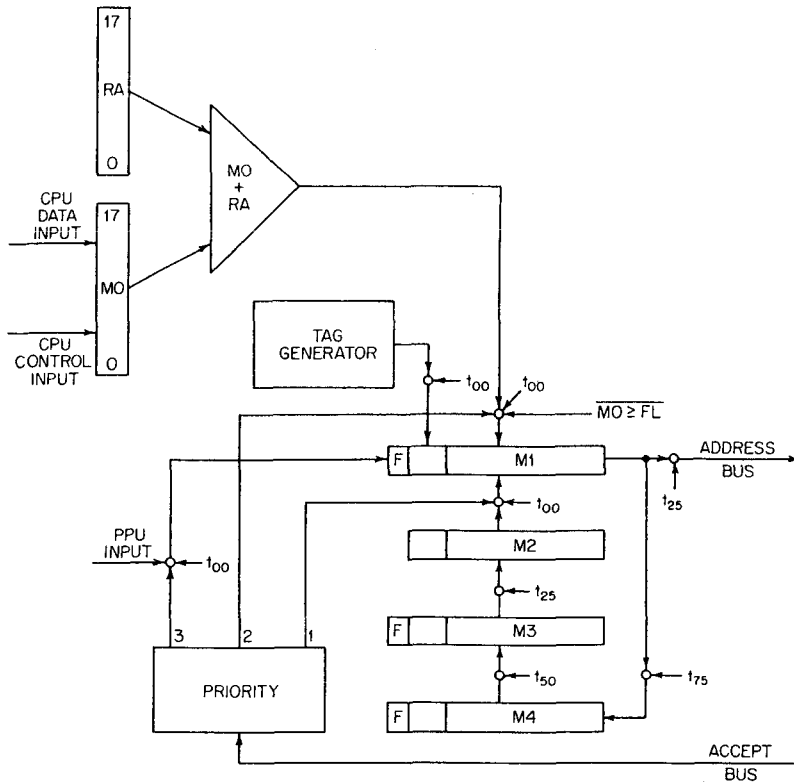 17
RA
0
CPU
DATA
INPUT
17
MO
0
CPU
CONTROL
INPUT
MO
+
RA
TAG
GENERATOR
t00
t00
MO ≥ FL
F
M1
ADDRESS
BUS
t25
t00
PPU
INPUT
t00
M2
t25
3
2
1
F
M3
PRIORITY
t50
t75
F
M4
ACCEPT
BUS